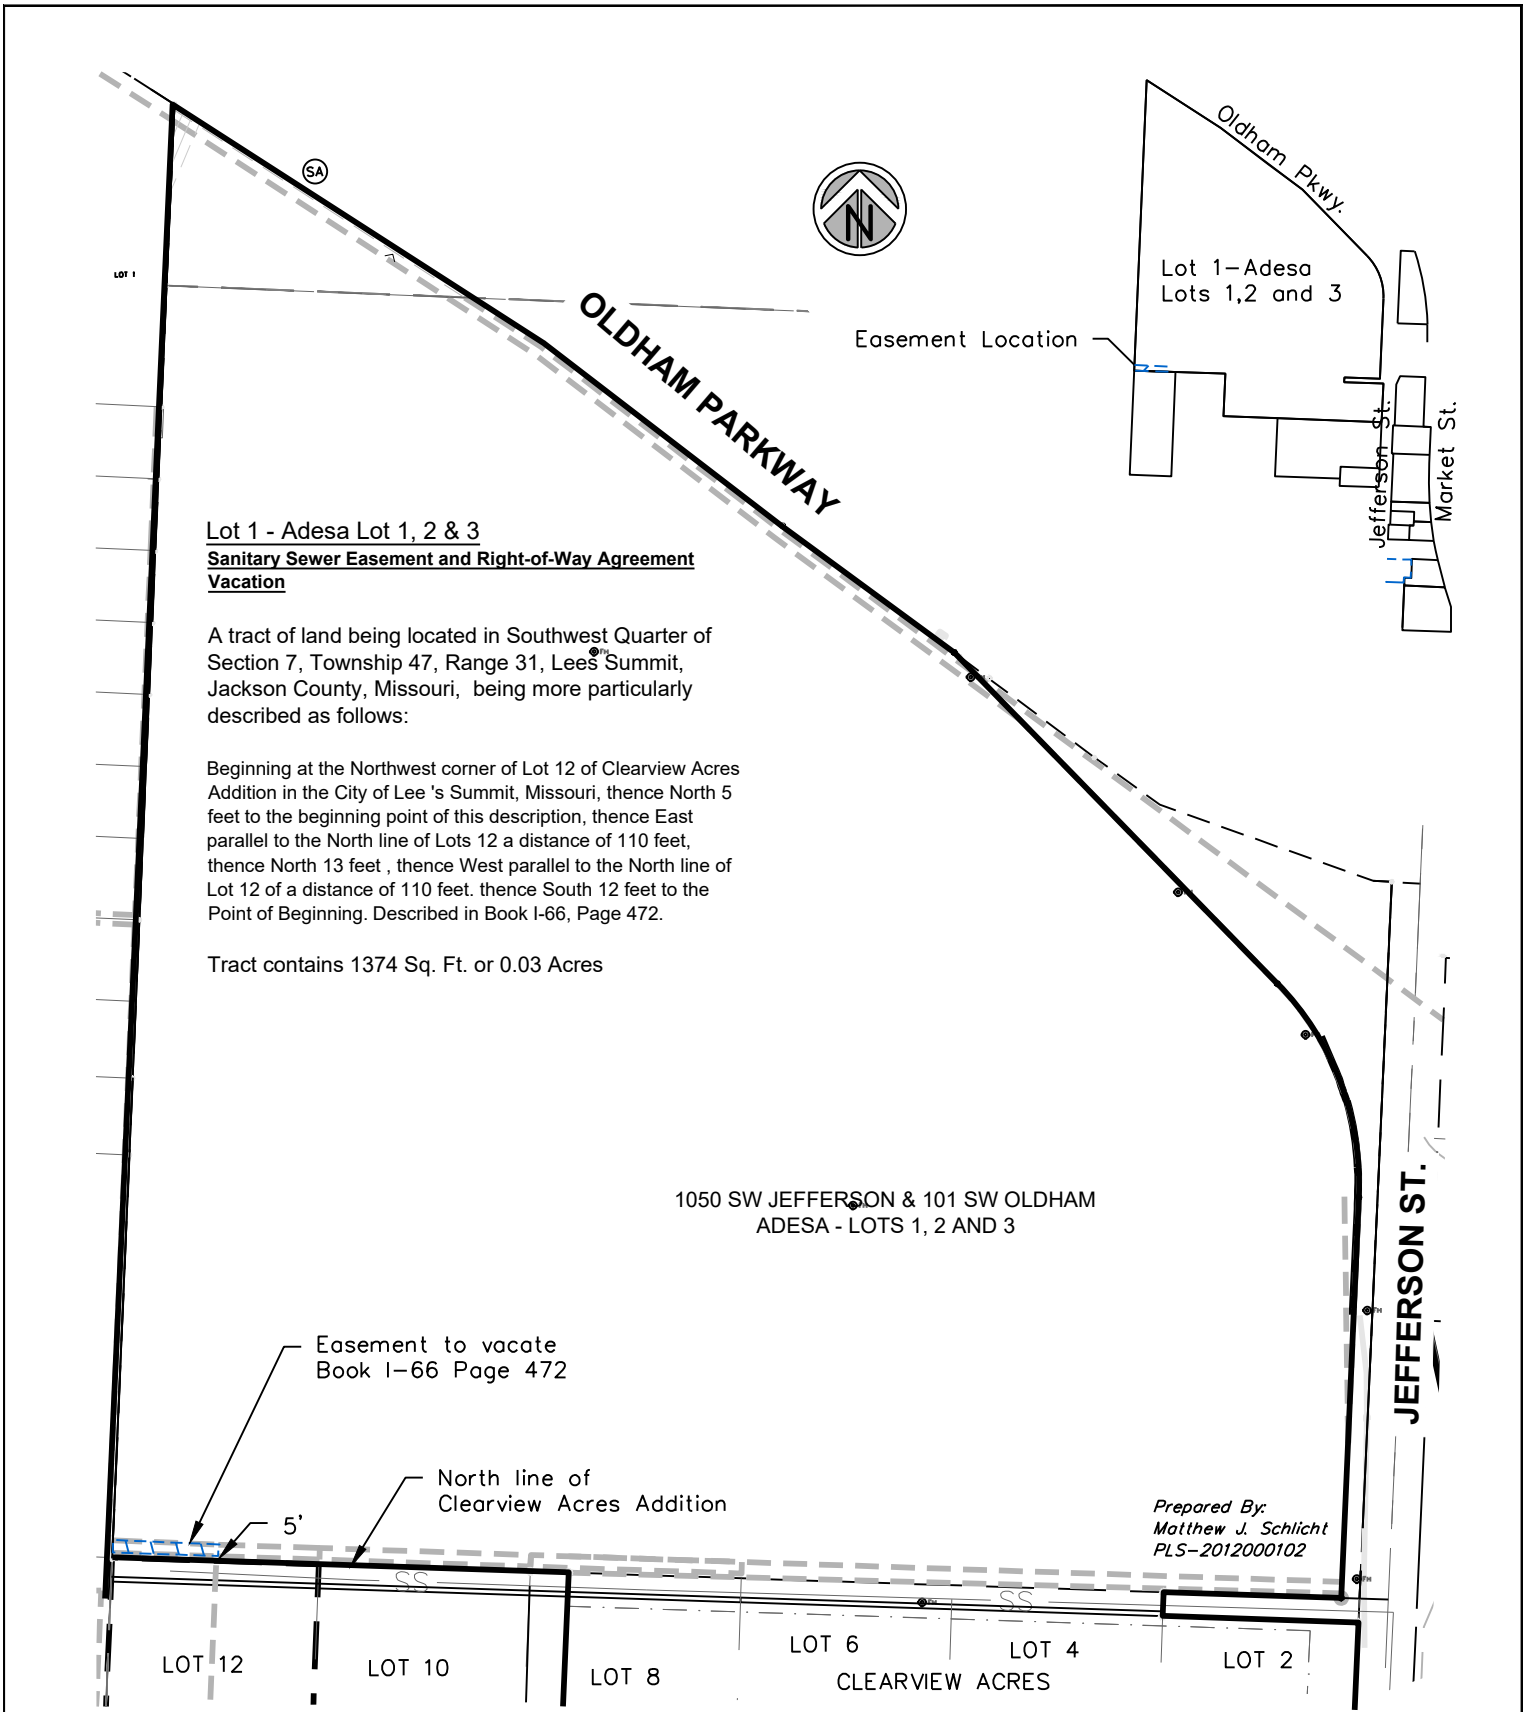 SA
N
Oldham Pkwy.
LOT 1
Lot 1-Adesa
Lots 1,2 and 3
Easement Location
OLDHAM PARKWAY
Jefferson St.
Market St.
Lot 1 - Adesa Lot 1, 2 & 3
Sanitary Sewer Easement and Right-of-Way Agreement
Vacation
A tract of land being located in Southwest Quarter of
Section 7, Township 47, Range 31, Lees Summit,
Jackson County, Missouri,  being more particularly
described as follows:
FH
Beginning at the Northwest corner of Lot 12 of Clearview Acres
Addition in the City of Lee 's Summit, Missouri, thence North 5
feet to the beginning point of this description, thence East
parallel to the North line of Lots 12 a distance of 110 feet,
thence North 13 feet , thence West parallel to the North line of
Lot 12 of a distance of 110 feet. thence South 12 feet to the
Point of Beginning. Described in Book I-66, Page 472.
Tract contains 1374 Sq. Ft. or 0.03 Acres
1050 SW JEFFERSON & 101 SW OLDHAM
ADESA - LOTS 1, 2 AND 3
JEFFERSON ST.
FH
Easement to vacate
Book I-66 Page 472
North line of
Clearview Acres Addition
5'
Prepared By:
Matthew J. Schlicht
PLS-2012000102
FH
SS
FH
SS
LOT 12
LOT 10
LOT 8
LOT 6
LOT 4
LOT 2
CLEARVIEW ACRES